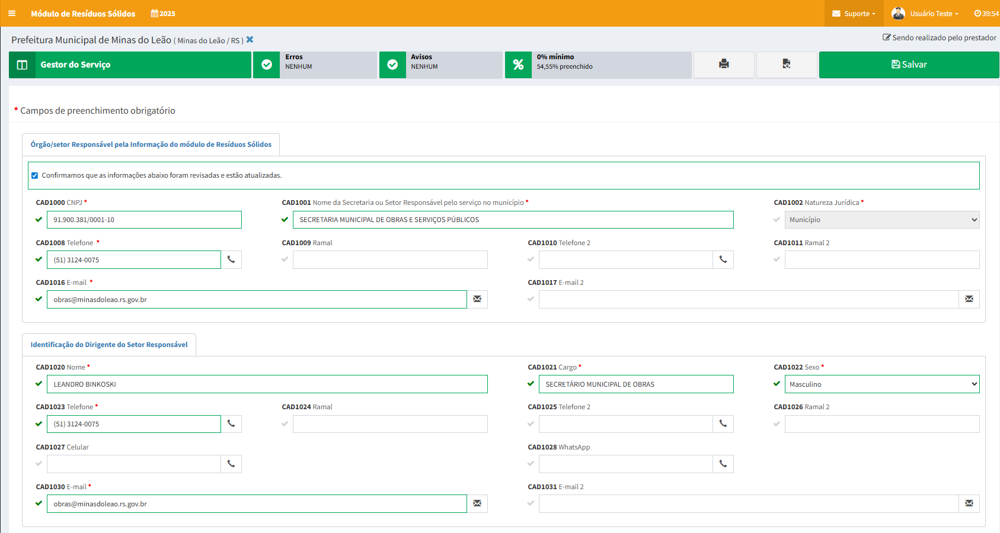 Módulo de Resíduos Sólidos
2025
Suporte
Usuário Teste
39:54
Prefeitura Municipal de Minas do Leão ( Minas do Leão / RS )
Sendo realizado pelo prestador
Gestor do Serviço
Erros
NENHUM
Avisos
NENHUM
0% mínimo
54,55% preenchido
Salvar
* Campos de preenchimento obrigatório
Órgão/setor Responsável pela Informação do módulo de Resíduos Sólidos
Confirmamos que as informações abaixo foram revisadas e estão atualizadas.
CAD1000 CNPJ *
CAD1001 Nome da Secretaria ou Setor Responsável pelo serviço no município *
CAD1002 Natureza Jurídica *
91.900.381/0001-10
SECRETARIA MUNICIPAL DE OBRAS E SERVIÇOS PÚBLICOS
Município
CAD1008 Telefone *
CAD1009 Ramal
CAD1010 Telefone 2
CAD1011 Ramal 2
(51) 3124-0075
CAD1016 E-mail *
CAD1017 E-mail 2
obras@minasdoleao.rs.gov.br
Identificação do Dirigente do Setor Responsável
CAD1020 Nome *
CAD1021 Cargo *
CAD1022 Sexo *
LEANDRO BINKOSKI
SECRETÁRIO MUNICIPAL DE OBRAS
Masculino
CAD1023 Telefone *
CAD1024 Ramal
CAD1025 Telefone 2
CAD1026 Ramal 2
(51) 3124-0075
CAD1027 Celular
CAD1028 WhatsApp
CAD1030 E-mail *
CAD1031 E-mail 2
obras@minasdoleao.rs.gov.br